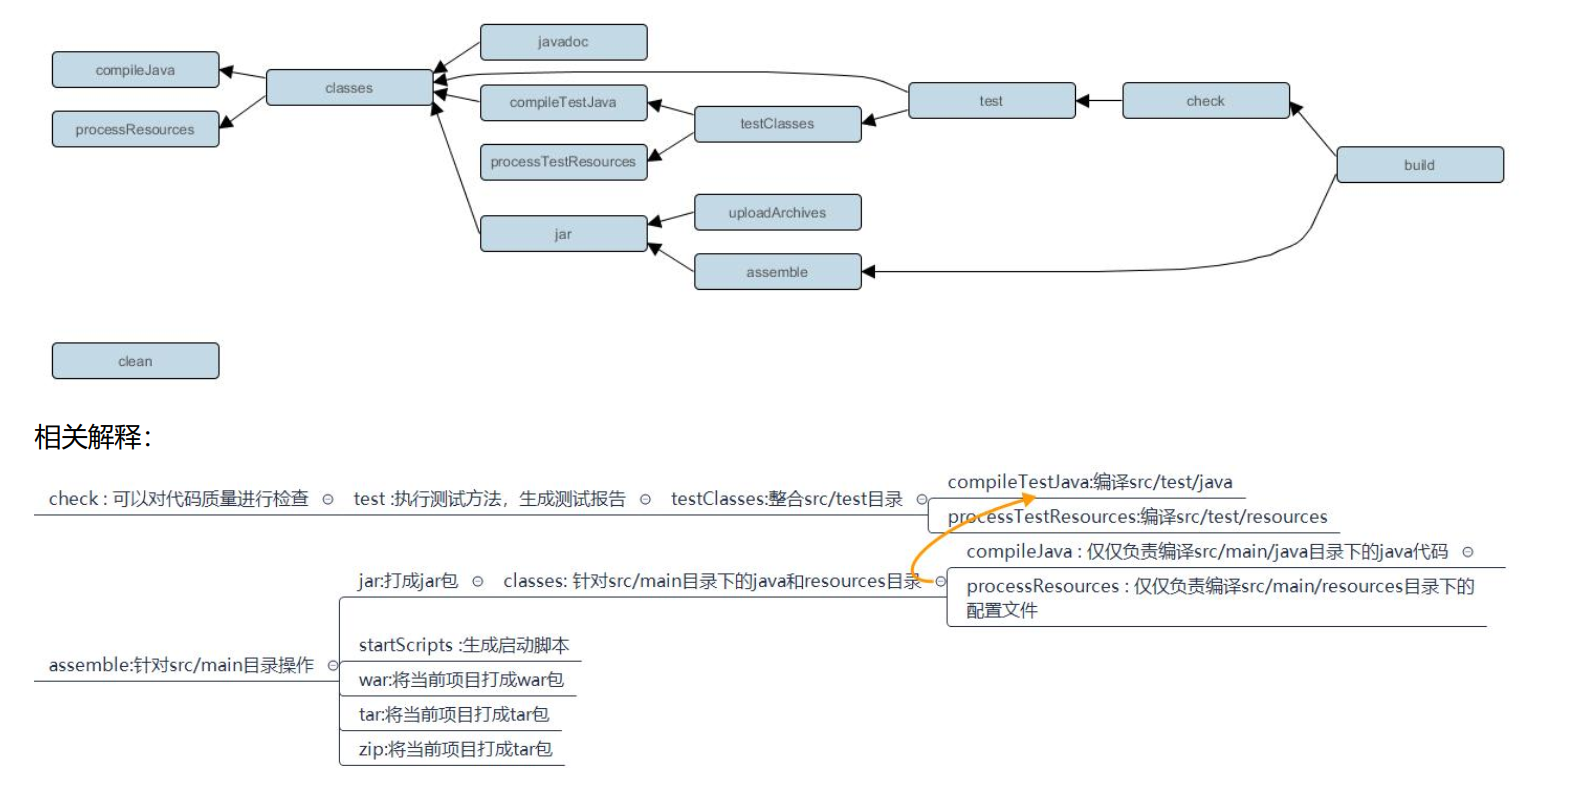 javadoc
compileJava
classes
compileTestJava
test
check
testClasses
processResources
processTestResources
build
uploadArchives
jar
assemble
clean
相关解释：
check : 可以对代码质量进行检查
test :执行测试方法，生成测试报告
testClasses:整合src/test目录
compileTestJava:编译src/test/java
processTestResources:编译src/test/resources
assemble:针对src/main目录操作
jar:打成jar包
classes: 针对src/main目录下的java和resources目录
compileJava : 仅仅负责编译src/main/java目录下的java代码
processResources : 仅仅负责编译src/main/resources目录下的
配置文件
startScripts :生成启动脚本
war:将当前项目打成war包
tar:将当前项目打成tar包
zip:将当前项目打成tar包